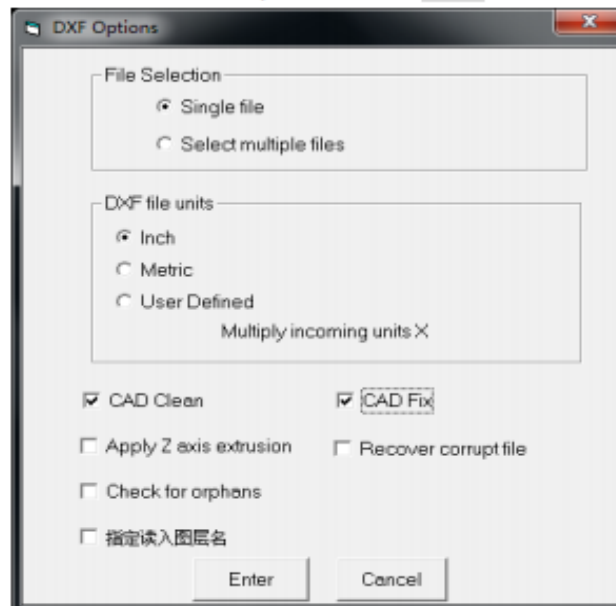 DXF Options
File Selection
Single file
Select multiple files
DXF file units
Inch
Metric
User Defined
Multiply incoming units X
CAD Clean
CAD Fix
Apply Z axis extrusion
Recover corrupt file
Check for orphans
指定读入图层名
Enter
Cancel